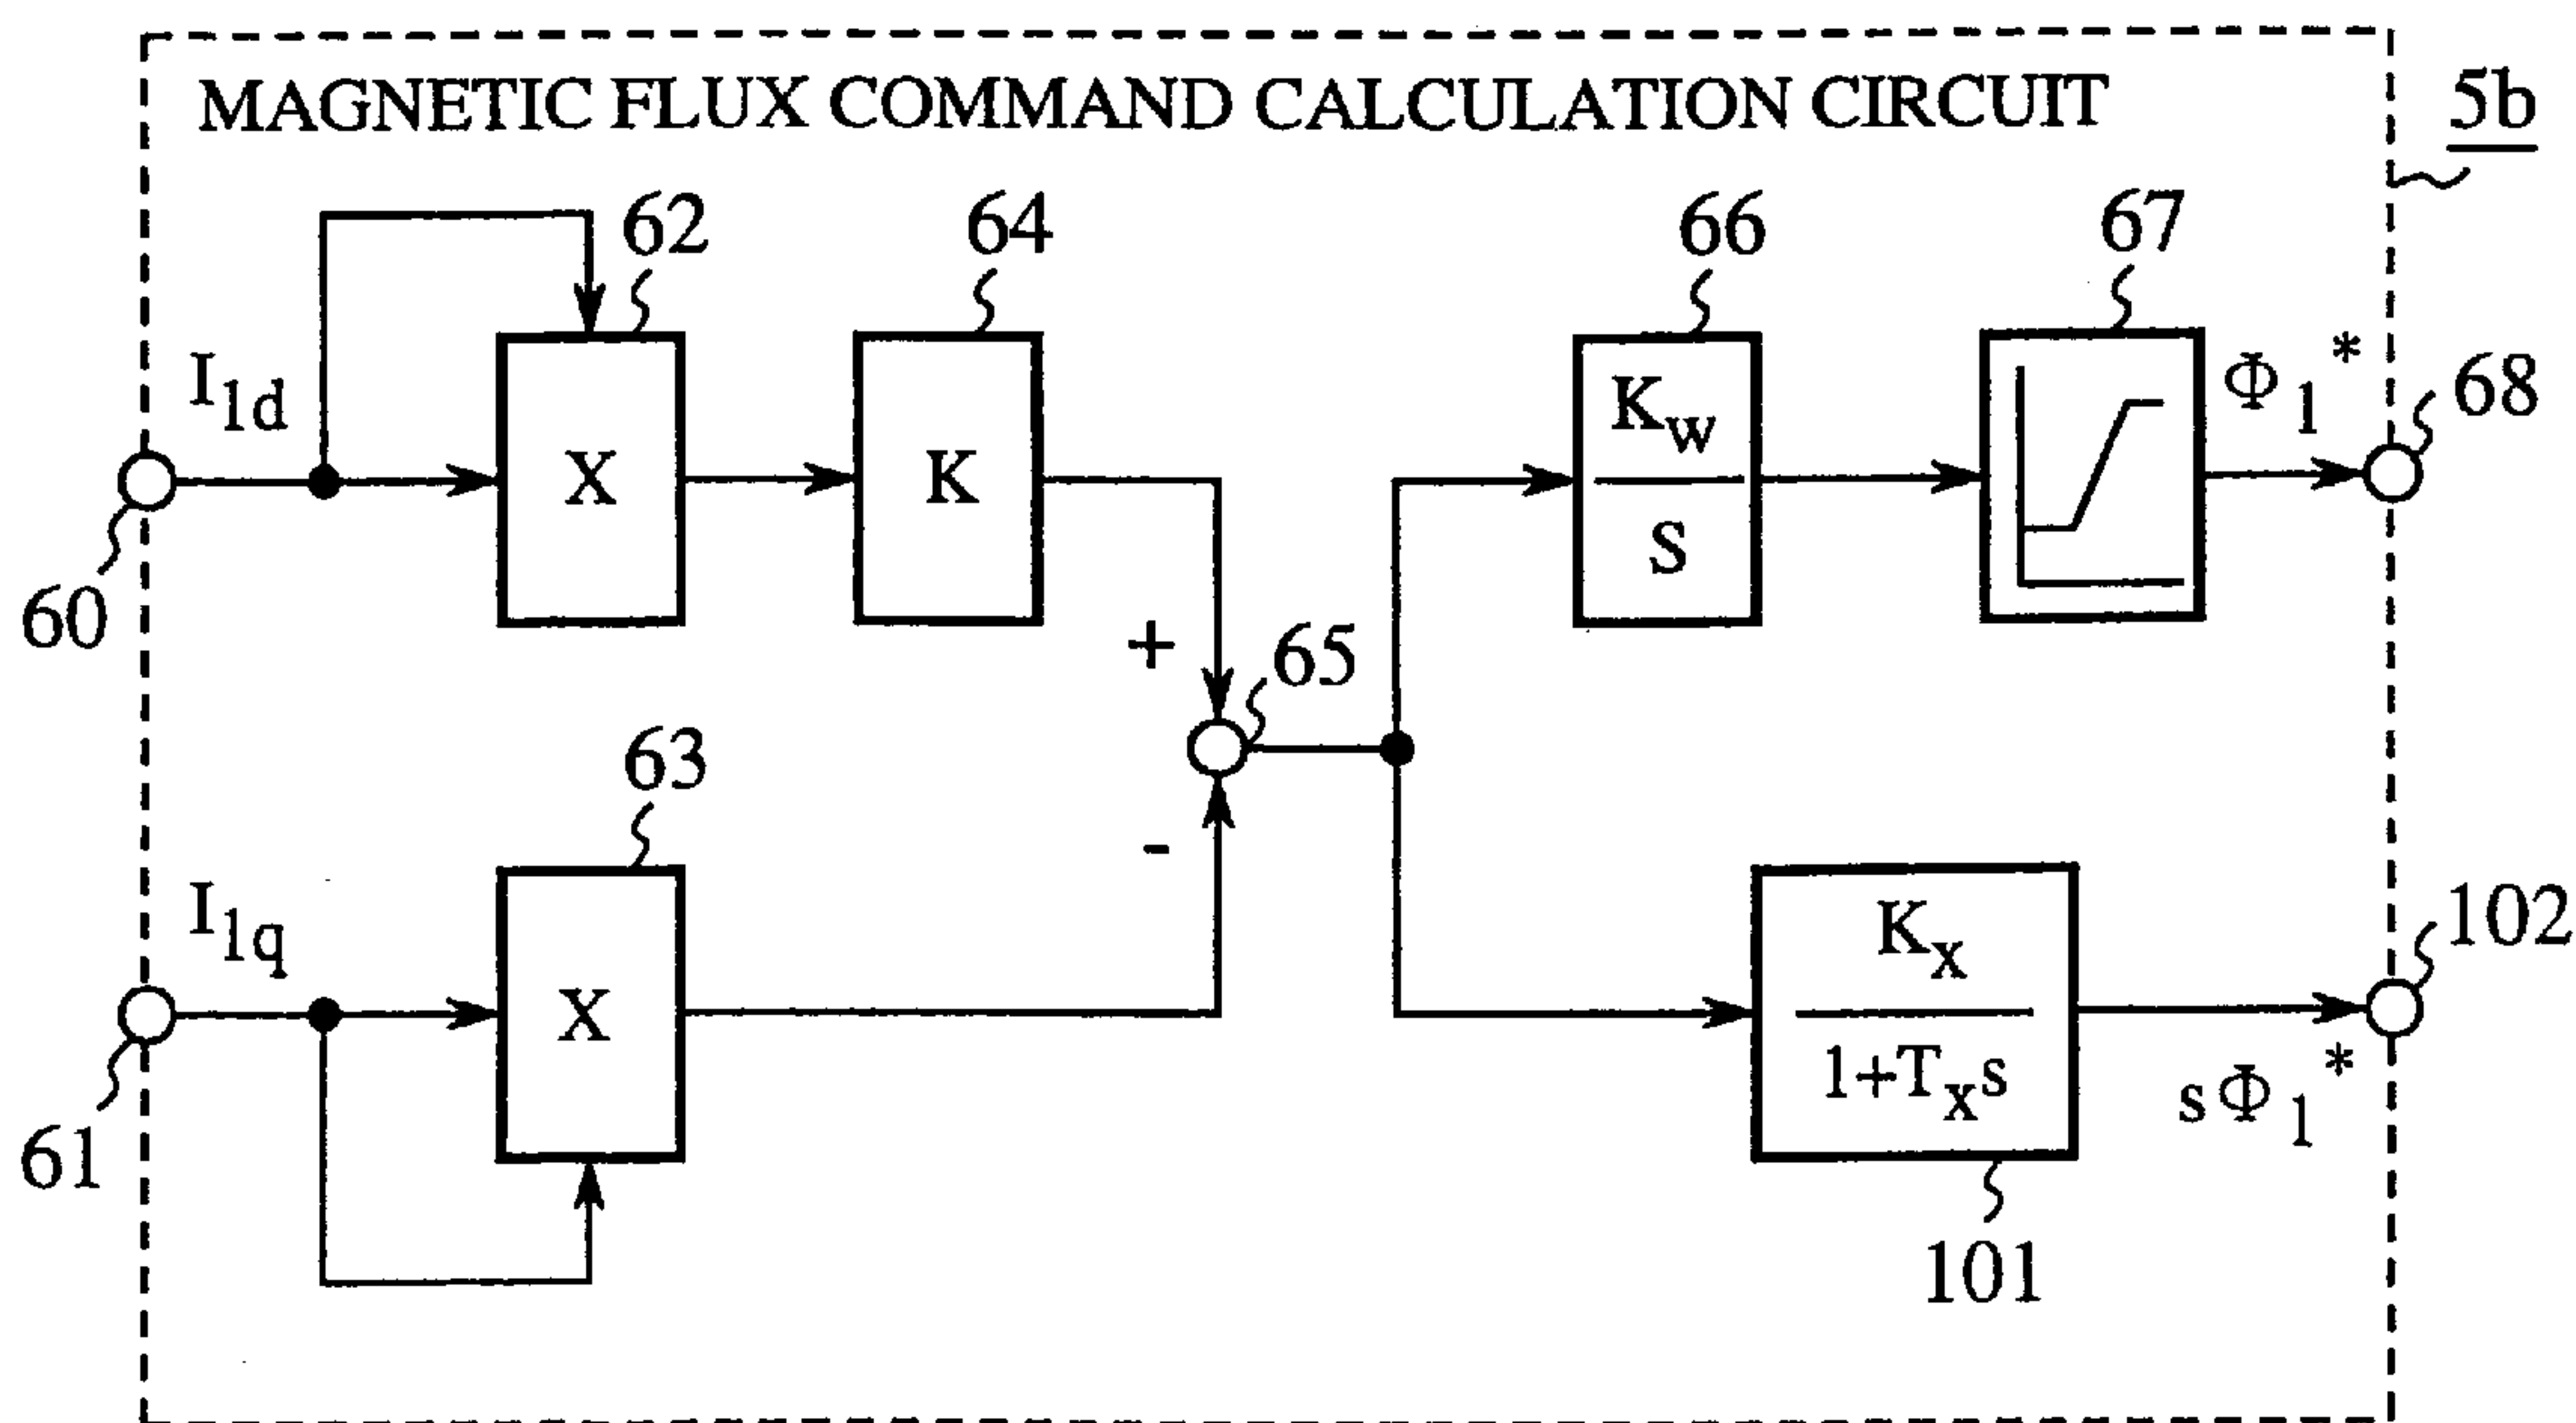 MAGNETIC FLUX COMMAND CALCULATION CIRCUIT
5b
62
64
66
67
I1d
X
K
Kw
S
Φ1*
68
60
+
65
63
-
I1q
X
Kx
1+Txs
sΦ1*
102
61
101